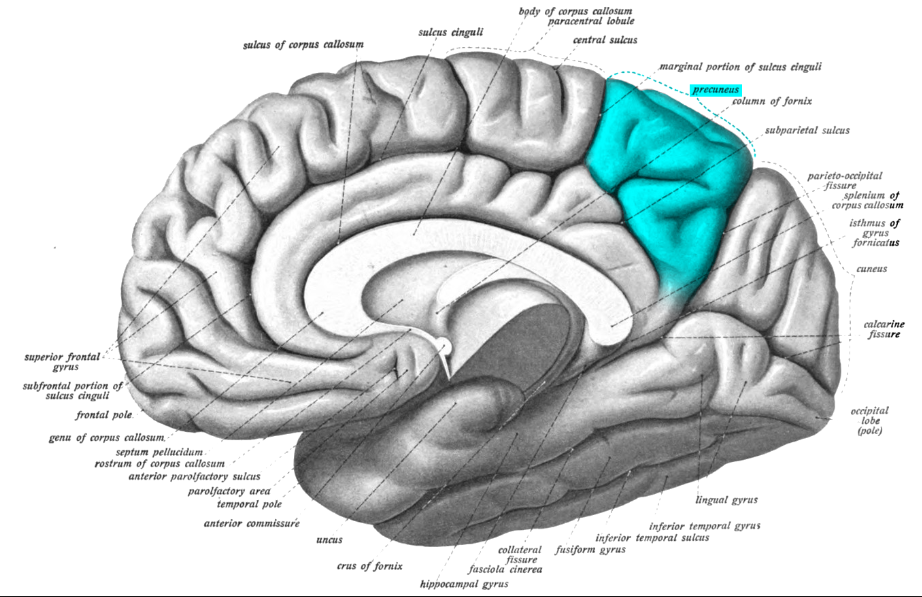 body of corpus callosum
paracentral lobule
sulcus cinguli
central sulcus
sulcus of corpus callosum
marginal portion of sulcus cinguli
precuneus
column of fornix
subparietal sulcus
parieto-occipital
fissure
splenium of
corpus callosum
isthmus of
gyrus
fornicatus
cuneus
calcarine
fissure
superior frontal
gyrus
subfrontal portion of
sulcus cinguli
frontal pole
occipital
lobe
(pole)
genu of corpus callosum
septum pellucidum
rostrum of corpus callosum
anterior parolfactory sulcus
parolfactory area
temporal pole
anterior commissure
uncus
crus of fornix
hippocampal gyrus
fasciola cinerea
collateral
fissure
fusiform gyrus
inferior temporal sulcus
inferior temporal gyrus
lingual gyrus